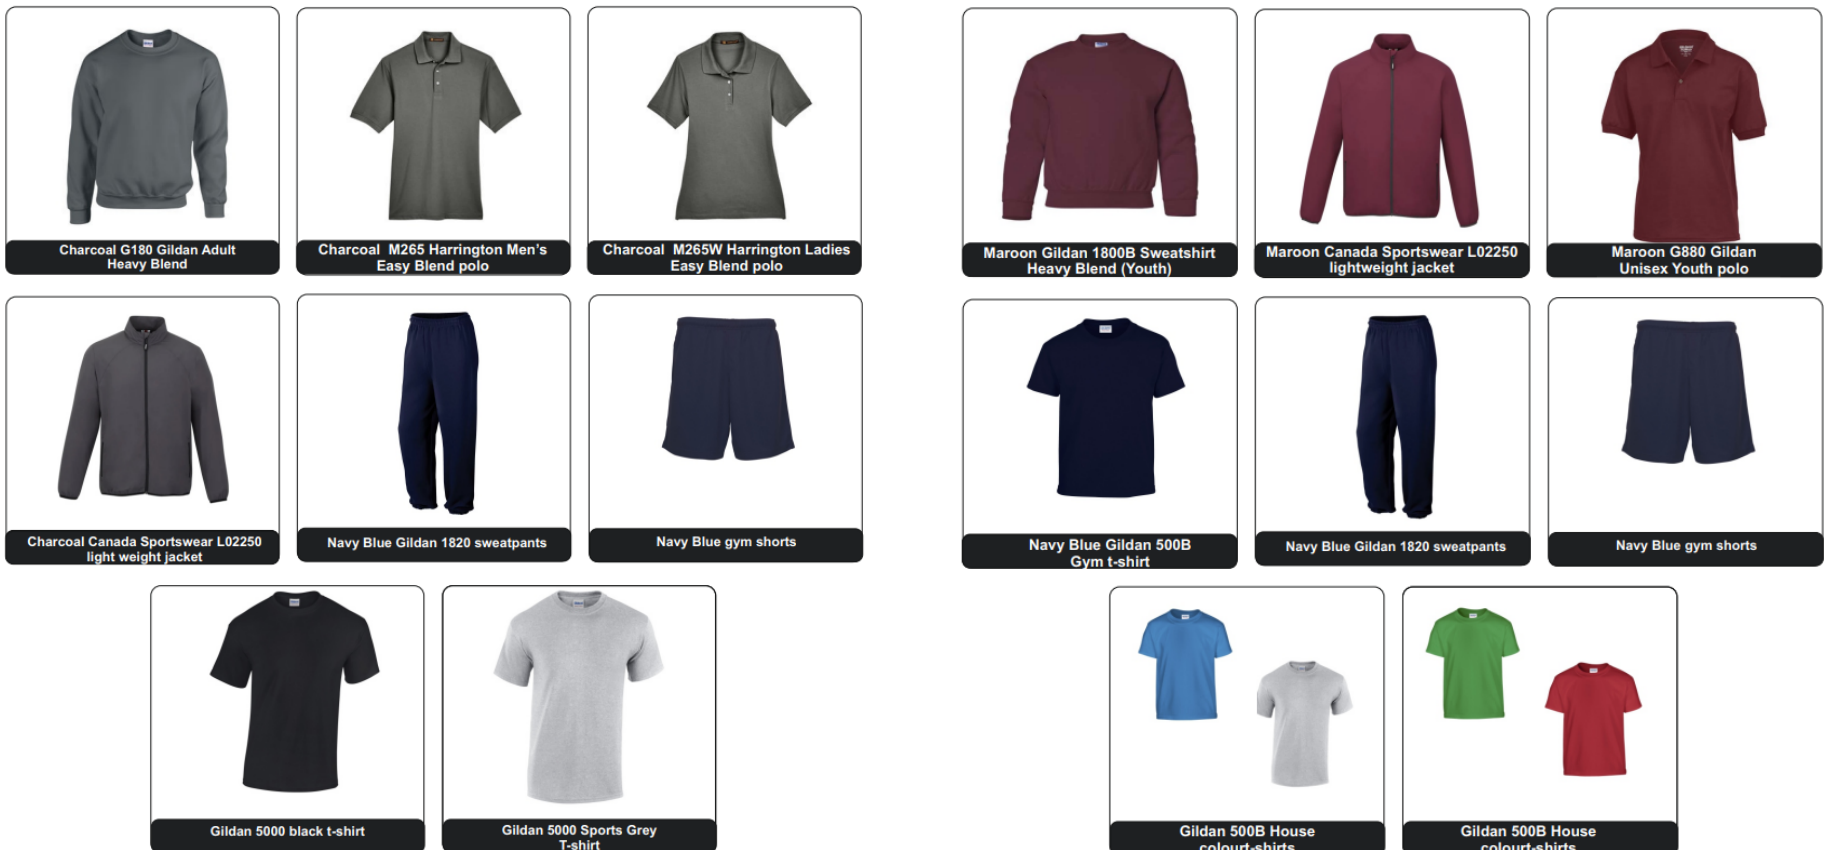 Charcoal G180 Gildan Adult
Heavy Blend
Charcoal M265 Harrington Men's
Easy Blend polo
Charcoal M265W Harrington Ladies
Easy Blend polo
Charcoal Canada Sportswear L02250
light weight jacket
Navy Blue Gildan 1820 sweatpants
Navy Blue gym shorts
Gildan 5000 black t-shirt
Gildan 5000 Sports Grey
T-shirt
Maroon Gildan 1800B Sweatshirt
Heavy Blend (Youth)
Maroon Canada Sportswear L02250
lightweight jacket
Maroon G880 Gildan
Unisex Youth polo
Navy Blue Gildan 500B
Gym t-shirt
Navy Blue Gildan 1820 sweatpants
Navy Blue gym shorts
Gildan 500B House
colourt-shirts
Gildan 500B House
colourt-shirts